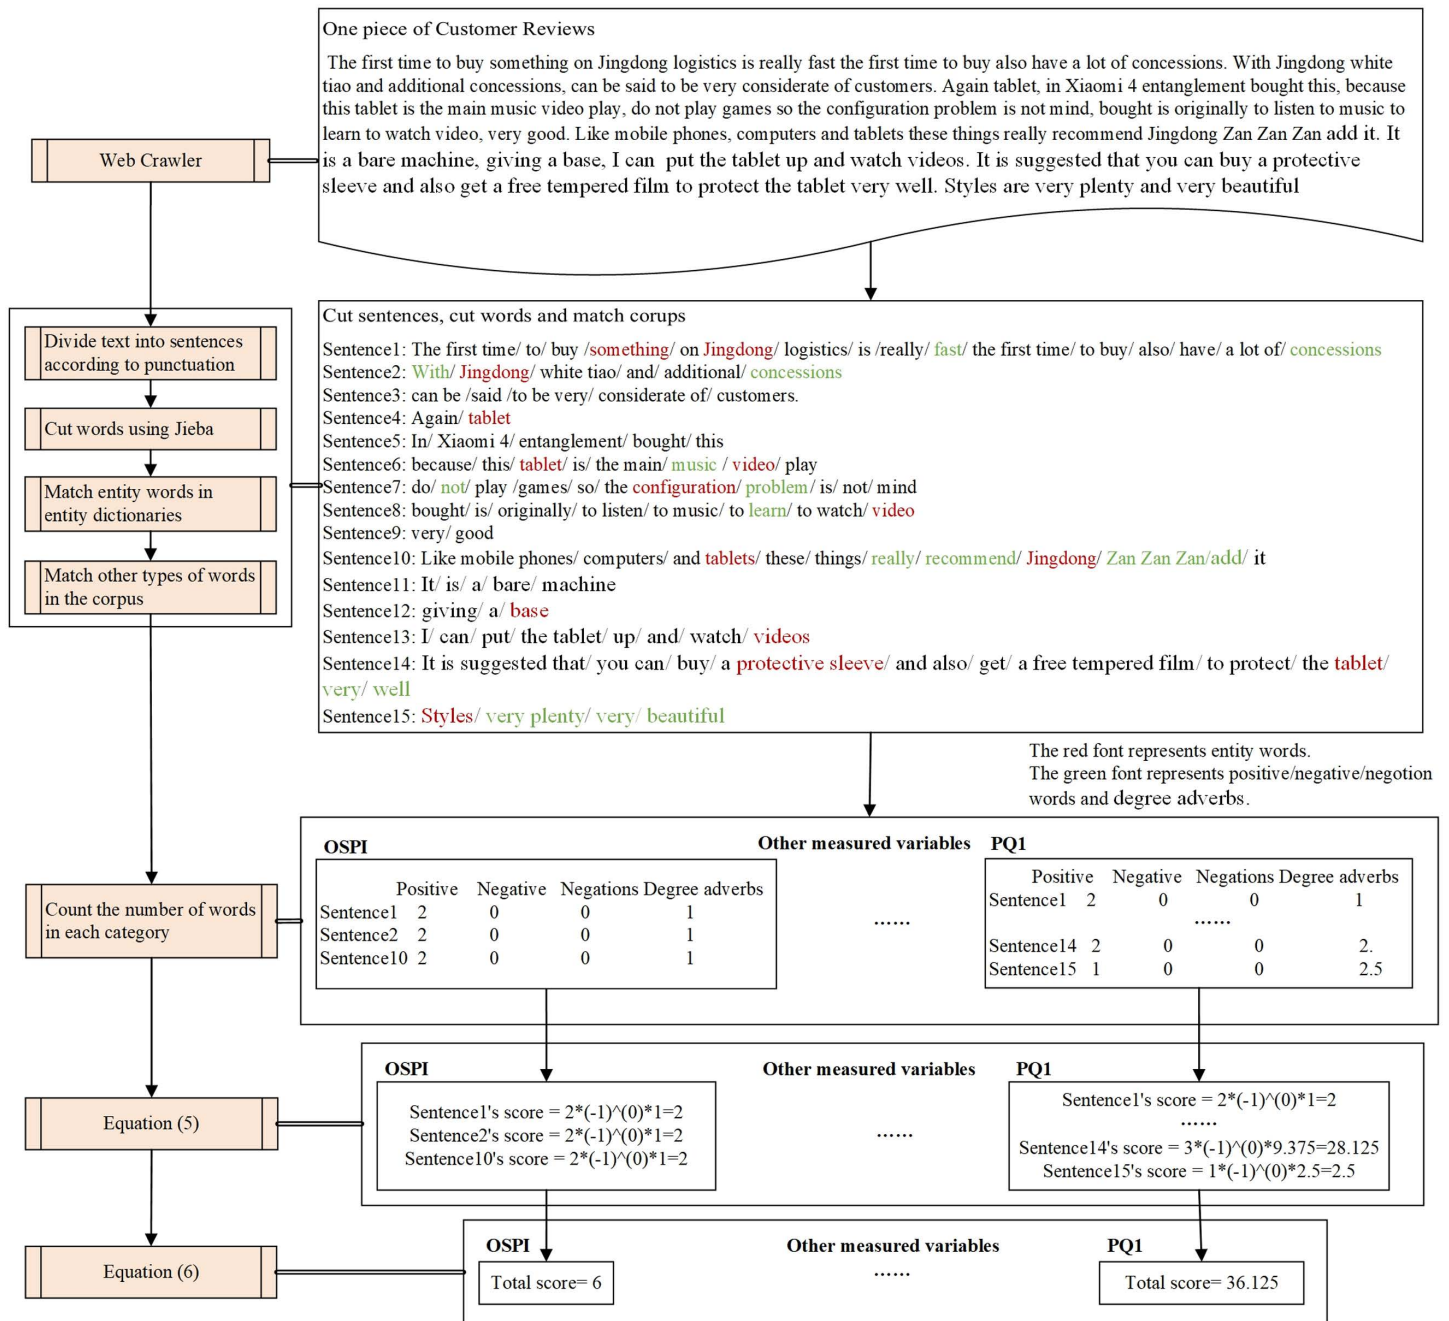 One piece of Customer Reviews
The first time to buy something on Jingdong logistics is really fast the first time to buy also have a lot of concessions. With Jingdong white
tiao and additional concessions, can be said to be very considerate of customers. Again tablet, in Xiaomi 4 entanglement bought this, because
this tablet is the main music video play, do not play games so the configuration problem is not mind, bought is originally to listen to music to
learn to watch video, very good. Like mobile phones, computers and tablets these things really recommend Jingdong Zan Zan Zan add it. It
is a bare machine, giving a base, I can put the tablet up and watch videos. It is suggested that you can buy a protective
sleeve and also get a free tempered film to protect the tablet very well. Styles are very plenty and very beautiful
Web Crawler
Divide text into sentences
according to punctuation
Cut words using Jieba
Match entity words in
entity dictionaries
Match other types of words
in the corpus
Cut sentences, cut words and match corups
Sentence1: The first time/ to/ buy /something/ on Jingdong/ logistics/ is /really/ fast/ the first time/ to buy/ also/ have/ a lot of/ concessions
Sentence2: With/ Jingdong/ white tiao/ and/ additional/ concessions
Sentence3: can be /said /to be very/ considerate of/ customers.
Sentence4: Again/ tablet
Sentence5: In/ Xiaomi 4/ entanglement/ bought/ this
Sentence6: because/ this/ tablet/ is/ the main/ music / video/ play
Sentence7: do/ not/ play /games/ so/ the configuration/ problem/ is/ not/ mind
Sentence8: bought/ is/ originally/ to listen/ to music/ to learn/ to watch/ video
Sentence9: very/ good
Sentence10: Like mobile phones/ computers/ and tablets/ these/ things/ really/ recommend/ Jingdong/ Zan Zan Zan/add/ it
Sentence11: It/ is/ a/ bare/ machine
Sentence12: giving/ a/ base
Sentence13: I/ can/ put/ the tablet/ up/ and/ watch/ videos
Sentence14: It is suggested that/ you can/ buy/ a protective sleeve/ and also/ get/ a free tempered film/ to protect/ the tablet/
very/ well
Sentence15: Styles/ very plenty/ very/ beautiful
The red font represents entity words.
The green font represents positive/negative/negotion
words and degree adverbs.
Count the number of words
in each category
OSPI
Positive Negative Negations Degree adverbs
Sentence1 2 0 0 1
Sentence2 2 0 0 1
Sentence10 2 0 0 1
Other measured variables
......
PQ1
Positive Negative Negations Degree adverbs
Sentence1 2 0 0 1
......
Sentence14 2 0 0 2.
Sentence15 1 0 0 2.5
Equation (5)
OSPI
Sentence1's score = 2*(-1)^(0)*1=2
Sentence2's score = 2*(-1)^(0)*1=2
Sentence10's score = 2*(-1)^(0)*1=2
Other measured variables
......
PQ1
Sentence1's score = 2*(-1)^(0)*1=2
......
Sentence14's score = 3*(-1)^(0)*9.375=28.125
Sentence15's score = 1*(-1)^(0)*2.5=2.5
Equation (6)
OSPI
Total score= 6
Other measured variables
......
PQ1
Total score= 36.125